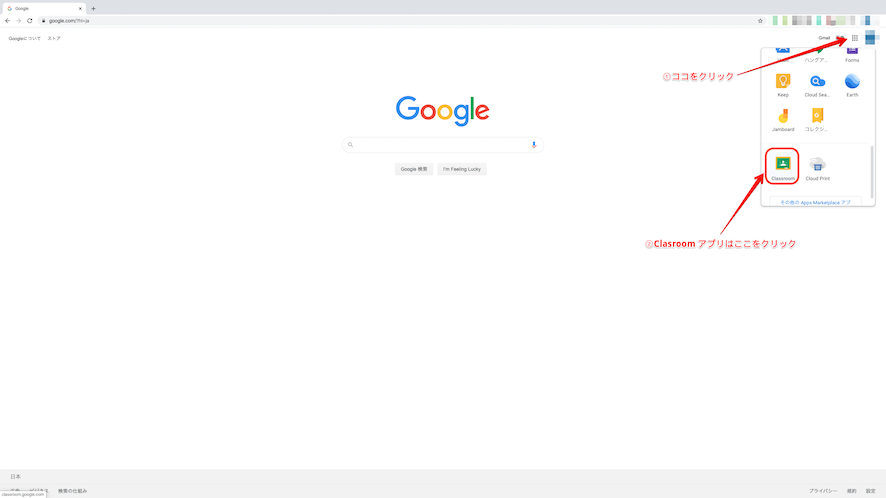 Google
google.com/?hl=ja
Googleについて ストア
Gmail
①ココをクリック
ハングア...
Forms
Keep
Cloud Sea...
Earth
Jamboard
コレクシ...
Google
Google 検索
I'm Feeling Lucky
Classroom
Cloud Print
その他の Apps Marketplace アプ
②Clasroom アプリはここをクリック
日本
検索の仕組み
プライバシー 規約 設定
classroom.google.com